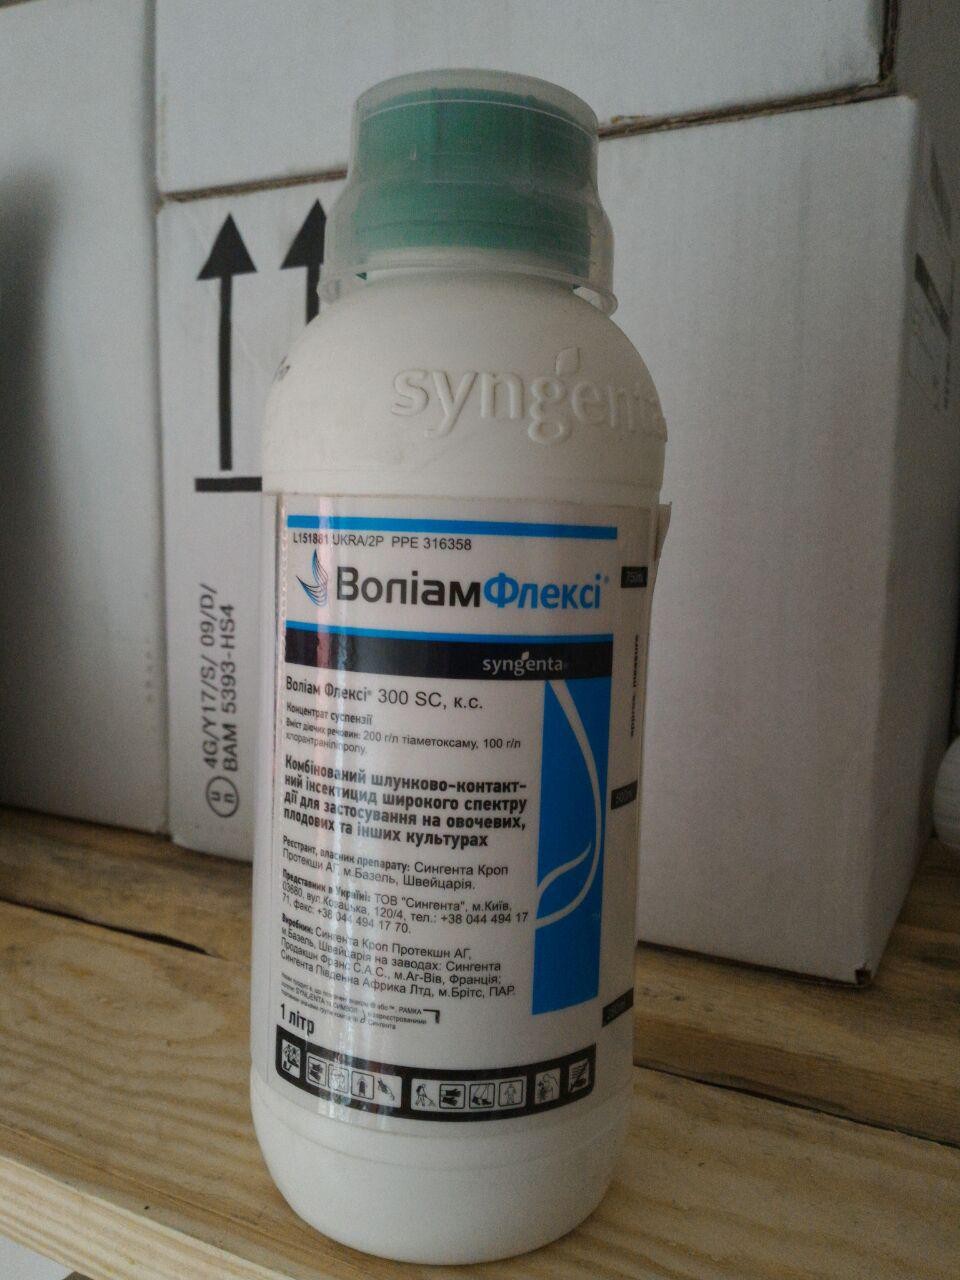 syngenta
L151881 UKRA/2P PPE 316358
ВоліамФлексі®
syngenta
Воліам Флексі® 300 SC, к.с.
Концентрат суспензії
Вміст діючих речовин: 200 г/л тіаметоксаму, 100 г/л
хлорантраніліпролу.
Комбінований шлунково-контакт-
ний інсектицид широкого спектру
дії для застосування на овочевих,
плодових та інших культурах
Реєстрант, власник препарату: Сингента Кроп
Протекшн АГ, м.Базель, Швейцарія.
Представник в Україні: ТОВ "Сингента", м.Київ,
03680, вул.Козацька, 120/4, тел.: +38 044 494 17
71, факс: +38 044 494 17 70.
Виробник: Сингента Кроп Протекшн АГ,
м.Базель, Швейцарія на заводах: Сингента
Продакшн Франс С.А.С., м.Аг-Вів, Франція;
Сингента Південна Африка Лтд, м.Брітс, ПАР.
1 літр
approx. measure
4G/Y17/S/ 09/D/
BAM 5393-HS4